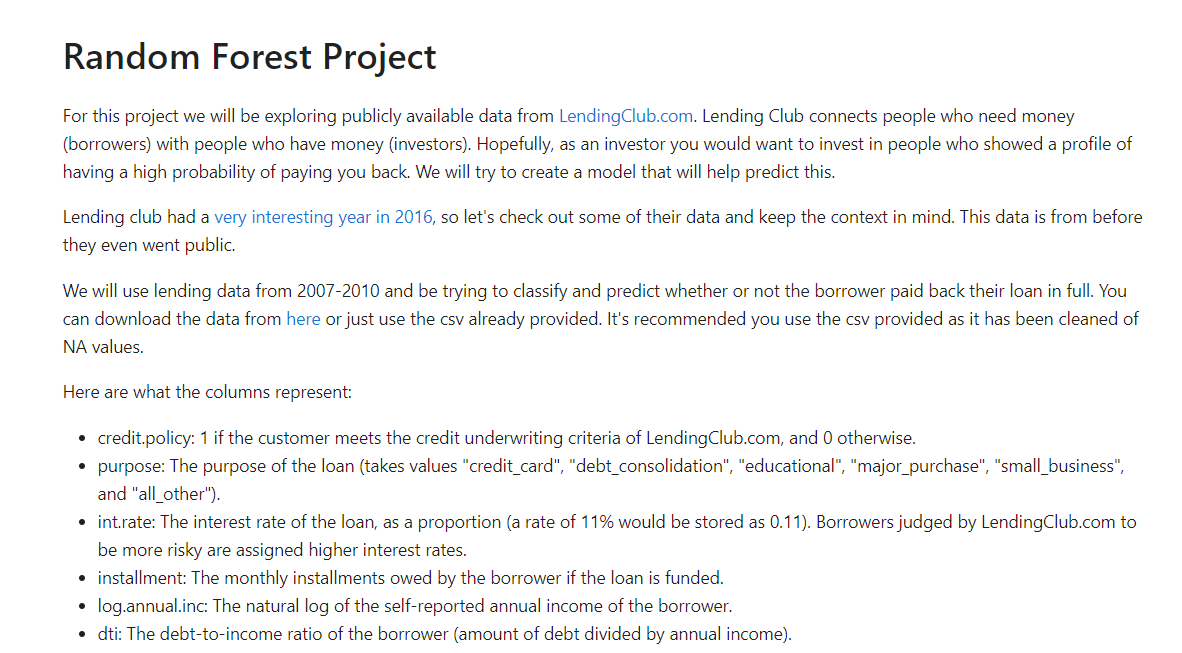 Random Forest Project
For this project we will be exploring publicly available data from LendingClub.com. Lending Club connects people who need money
(borrowers) with people who have money (investors). Hopefully, as an investor you would want to invest in people who showed a profile of
having a high probability of paying you back. We will try to create a model that will help predict this.
Lending club had a very interesting year in 2016, so let's check out some of their data and keep the context in mind. This data is from before
they even went public.
We will use lending data from 2007-2010 and be trying to classify and predict whether or not the borrower paid back their loan in full. You
can download the data from here or just use the csv already provided. It's recommended you use the csv provided as it has been cleaned of
NA values.
Here are what the columns represent:
• credit.policy: 1 if the customer meets the credit underwriting criteria of LendingClub.com, and 0 otherwise.
• purpose: The purpose of the loan (takes values "credit_card", "debt_consolidation", "educational", "major_purchase", "small_business",
and "all_other").
• int.rate: The interest rate of the loan, as a proportion (a rate of 11% would be stored as 0.11). Borrowers judged by LendingClub.com to
be more risky are assigned higher interest rates.
• installment: The monthly installments owed by the borrower if the loan is funded.
• log.annual.inc: The natural log of the self-reported annual income of the borrower.
• dti: The debt-to-income ratio of the borrower (amount of debt divided by annual income).